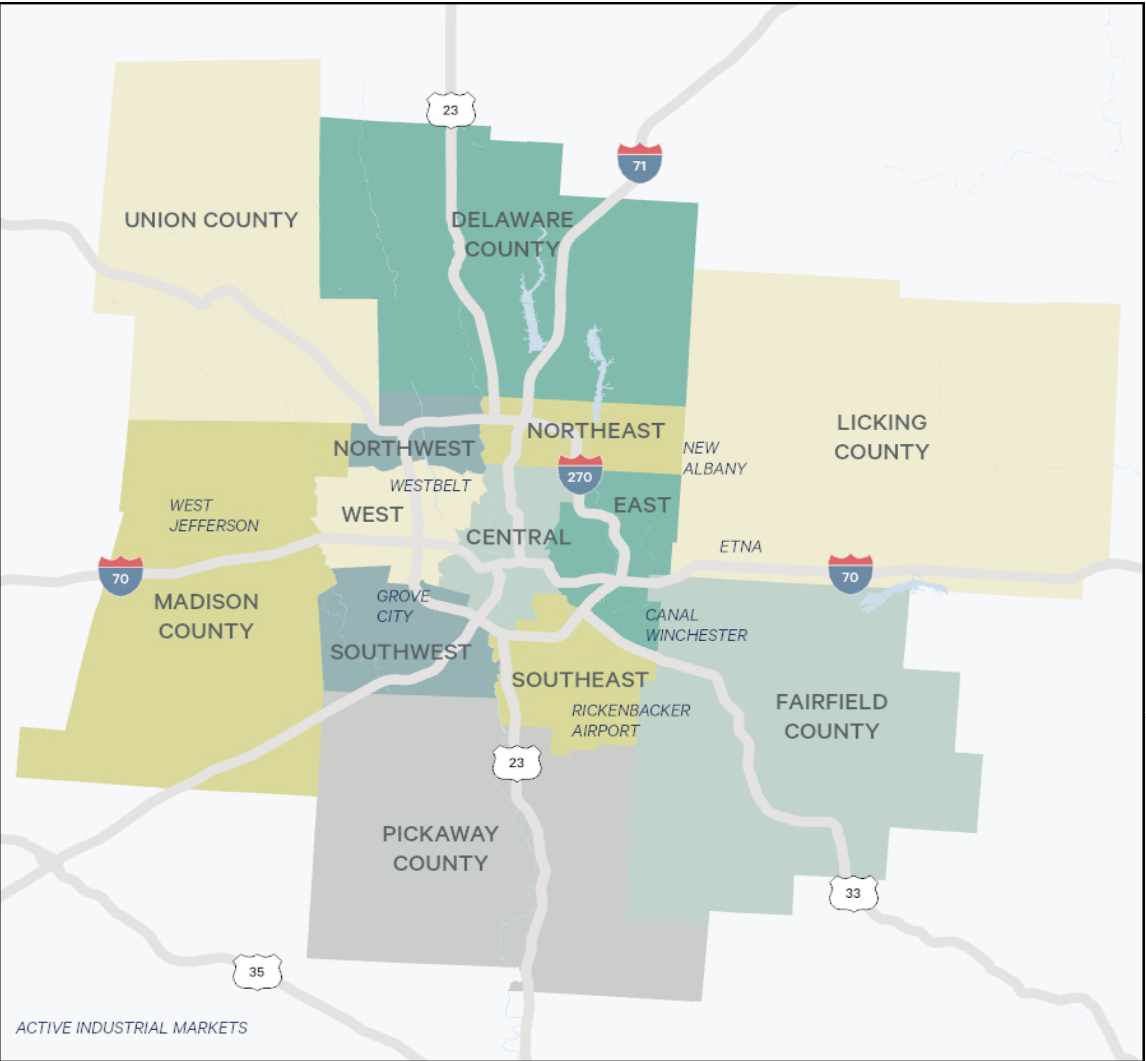 23
71
UNION COUNTY
DELAWARE
COUNTY
LICKING
COUNTY
NORTHWEST
NORTHEAST
NEW
ALBANY
270
WESTBELT
WEST
JEFFERSON
WEST
EAST
CENTRAL
ETNA
70
70
MADISON
COUNTY
GROVE
CITY
CANAL
WINCHESTER
SOUTHWEST
SOUTHEAST
RICKENBACKER
AIRPORT
FAIRFIELD
COUNTY
23
PICKAWAY
COUNTY
33
35
ACTIVE INDUSTRIAL MARKETS